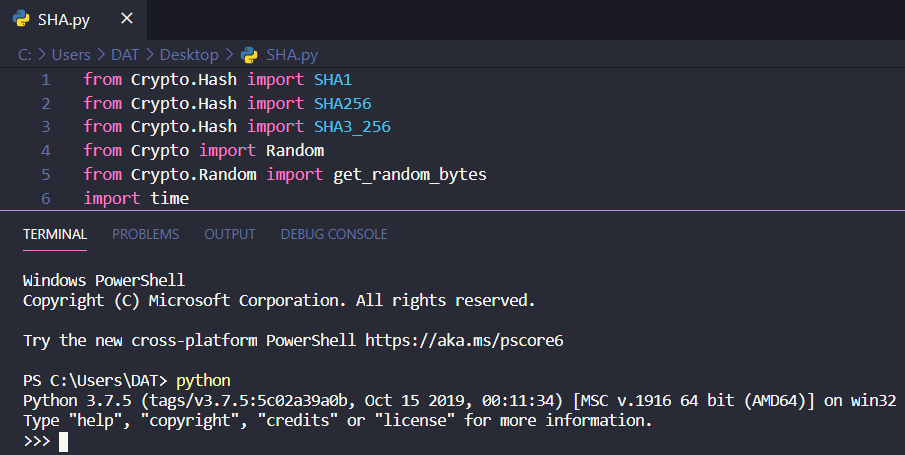 SHA.py
C: > Users > DAT > Desktop > SHA.py
1 from Crypto.Hash import SHA1
2 from Crypto.Hash import SHA256
3 from Crypto.Hash import SHA3_256
4 from Crypto import Random
5 from Crypto.Random import get_random_bytes
6 import time
TERMINAL PROBLEMS OUTPUT DEBUG CONSOLE
Windows PowerShell
Copyright (C) Microsoft Corporation. All rights reserved.
Try the new cross-platform PowerShell https://aka.ms/pscore6
PS C:\Users\DAT> python
Python 3.7.5 (tags/v3.7.5:5c02a39a0b, Oct 15 2019, 00:11:34) [MSC v.1916 64 bit (AMD64)] on win32
Type "help", "copyright", "credits" or "license" for more information.
>>>